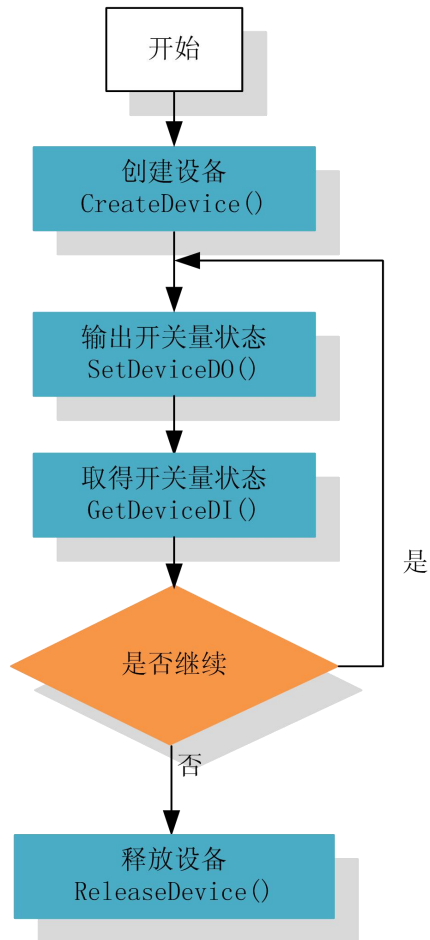 开始
创建设备
CreateDevice()
输出开关量状态
SetDeviceDO()
取得开关量状态
GetDeviceDI()
是
是否继续
否
释放设备
ReleaseDevice()